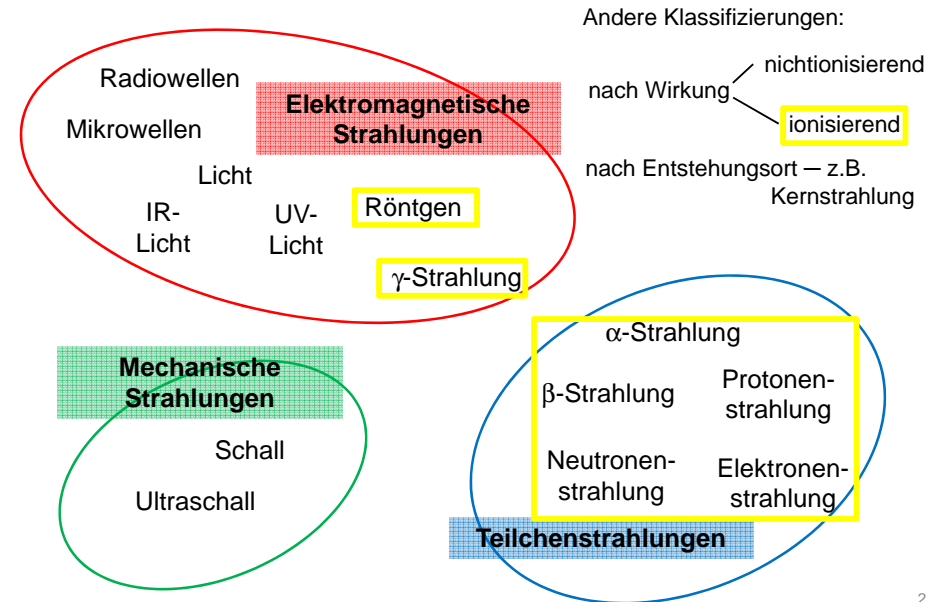 Andere Klassifizierungen:
nach Wirkung
nichtionisierend
ionisierend
nach Entstehungsort — z.B.
Kernstrahlung
Radiowellen
Elektromagnetische
Strahlungen
Mikrowellen
Licht
IR-
Licht
UV-
Licht
Röntgen
γ-Strahlung
Mechanische
Strahlungen
Schall
Ultraschall
α-Strahlung
β-Strahlung
Protonen-
strahlung
Neutronen-
strahlung
Elektronen-
strahlung
Teilchenstrahlungen
2